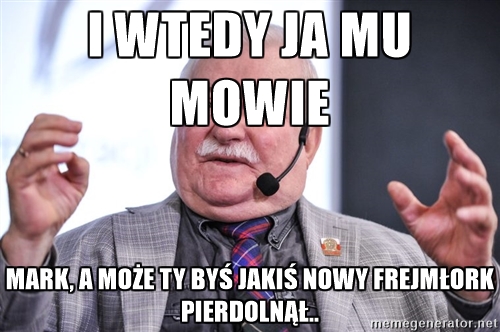 I WTEDY JA MU
MOWIE
MARK, A MOŻE TY BYŚ JAKIŚ NOWY FREJMŁORK
PIERDOLNĄŁ..
memegenerator.net